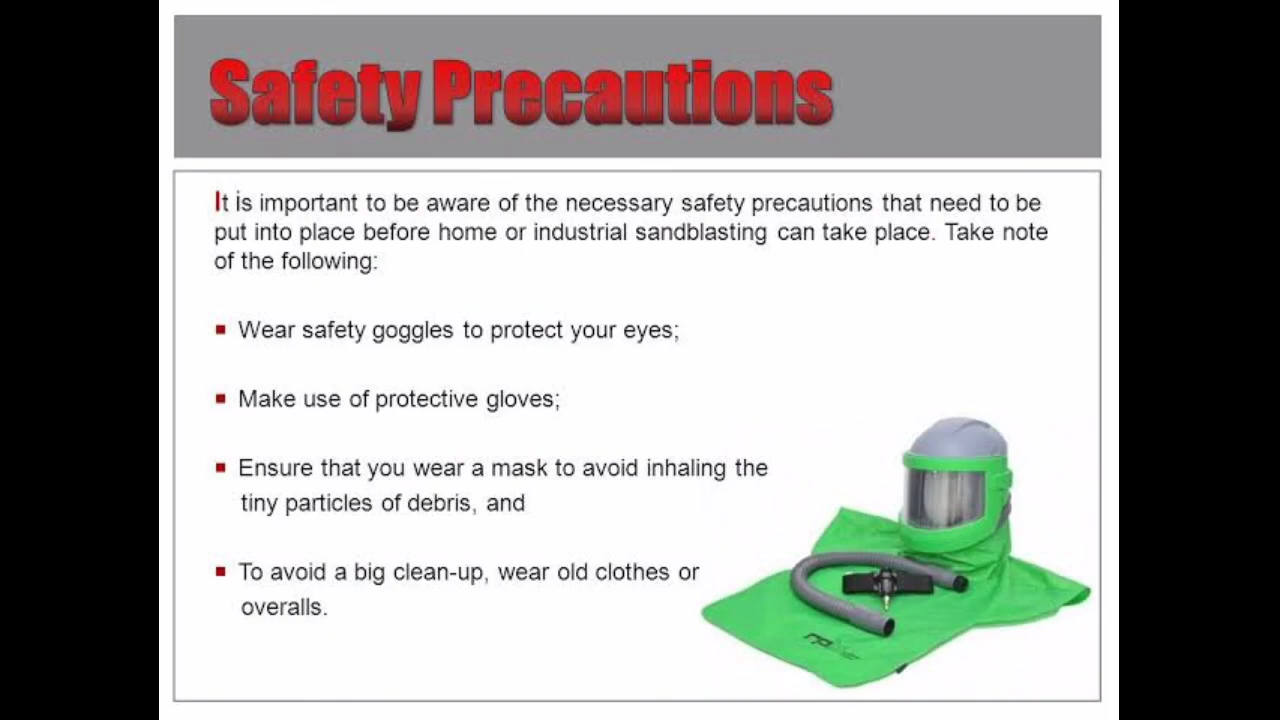 Safety Precautions
It is important to be aware of the necessary safety precautions that need to be
put into place before home or industrial sandblasting can take place. Take note
of the following:
Wear safety goggles to protect your eyes;
Make use of protective gloves;
Ensure that you wear a mask to avoid inhaling the
tiny particles of debris, and
To avoid a big clean-up, wear old clothes or
overalls.
rpb